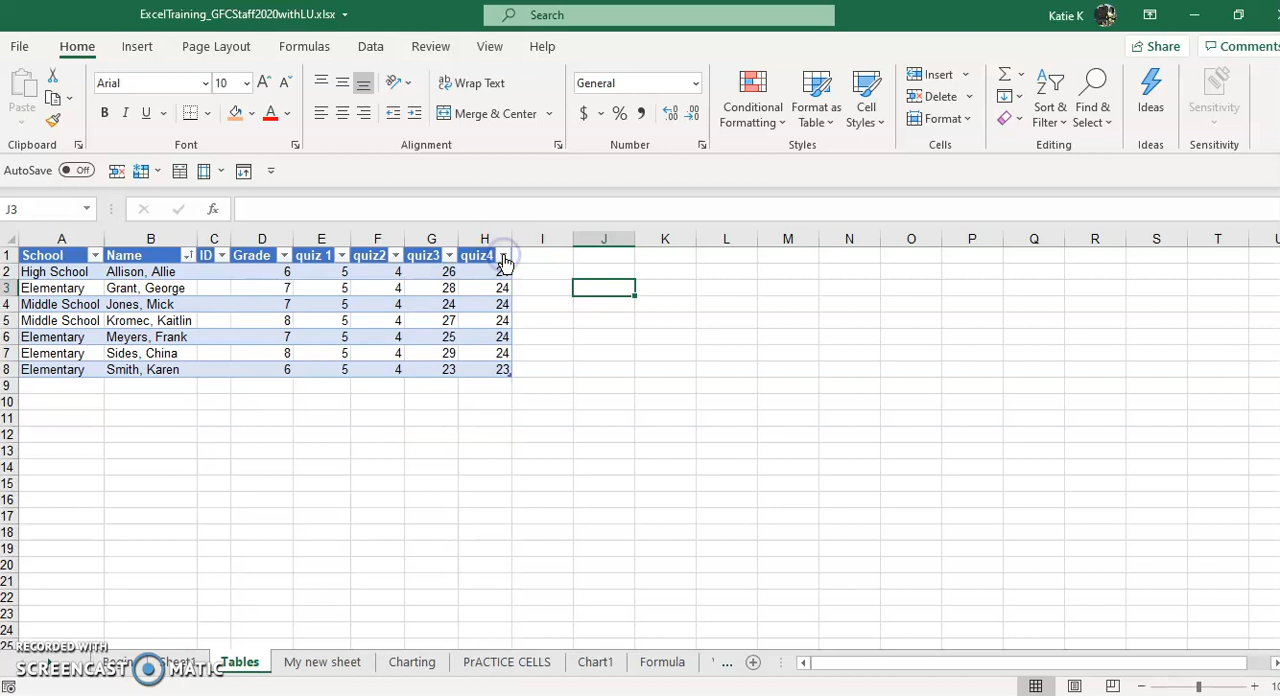 ExcelTraining_GFCStaff2020withLU.xlsx
Search
Katie K
File Home Insert Page Layout Formulas Data Review View Help
Share Comments
Paste
Clipboard
Arial 10
B I U
Font
Wrap Text
Merge & Center
Alignment
General
$ % ,
Number
Conditional Formatting
Format as Table
Cell Styles
Styles
Insert
Delete
Format
Cells
Sort & Filter
Find & Select
Editing
Ideas
Ideas
Sensitivity
Sensitivity
AutoSave Off
J3
fx
A B C D E F G H I J K L M N O P Q R S T U
1 School Name ID Grade quiz 1 quiz2 quiz3 quiz4
2 High School Allison, Allie 6 5 4 26
3 Elementary Grant, George 7 5 4 28 24
4 Middle School Jones, Mick 7 5 4 24 24
5 Middle School Kromec, Kaitlin 8 5 4 27 24
6 Elementary Meyers, Frank 7 5 4 25 24
7 Elementary Sides, China 8 5 4 29 24
8 Elementary Smith, Karen 6 5 4 23 23
9
10
11
12
13
14
15
16
17
18
19
20
21
22
23
24
25
RECORDED WITH
SCREENCAST MATIC
Tables My new sheet Charting PrACTICE CELLS Chart1 Formula ...